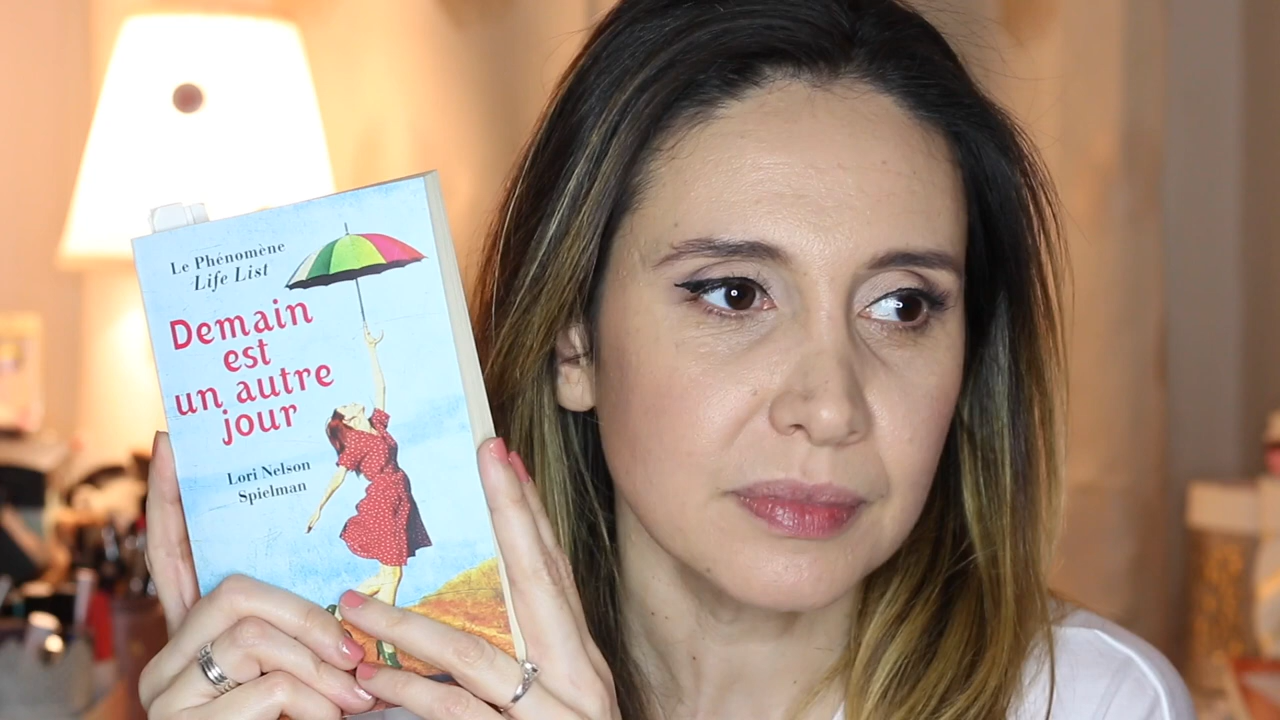 Le Phénomène
Life List
Demain
est
un autre
jour
Lori Nelson
Spielman